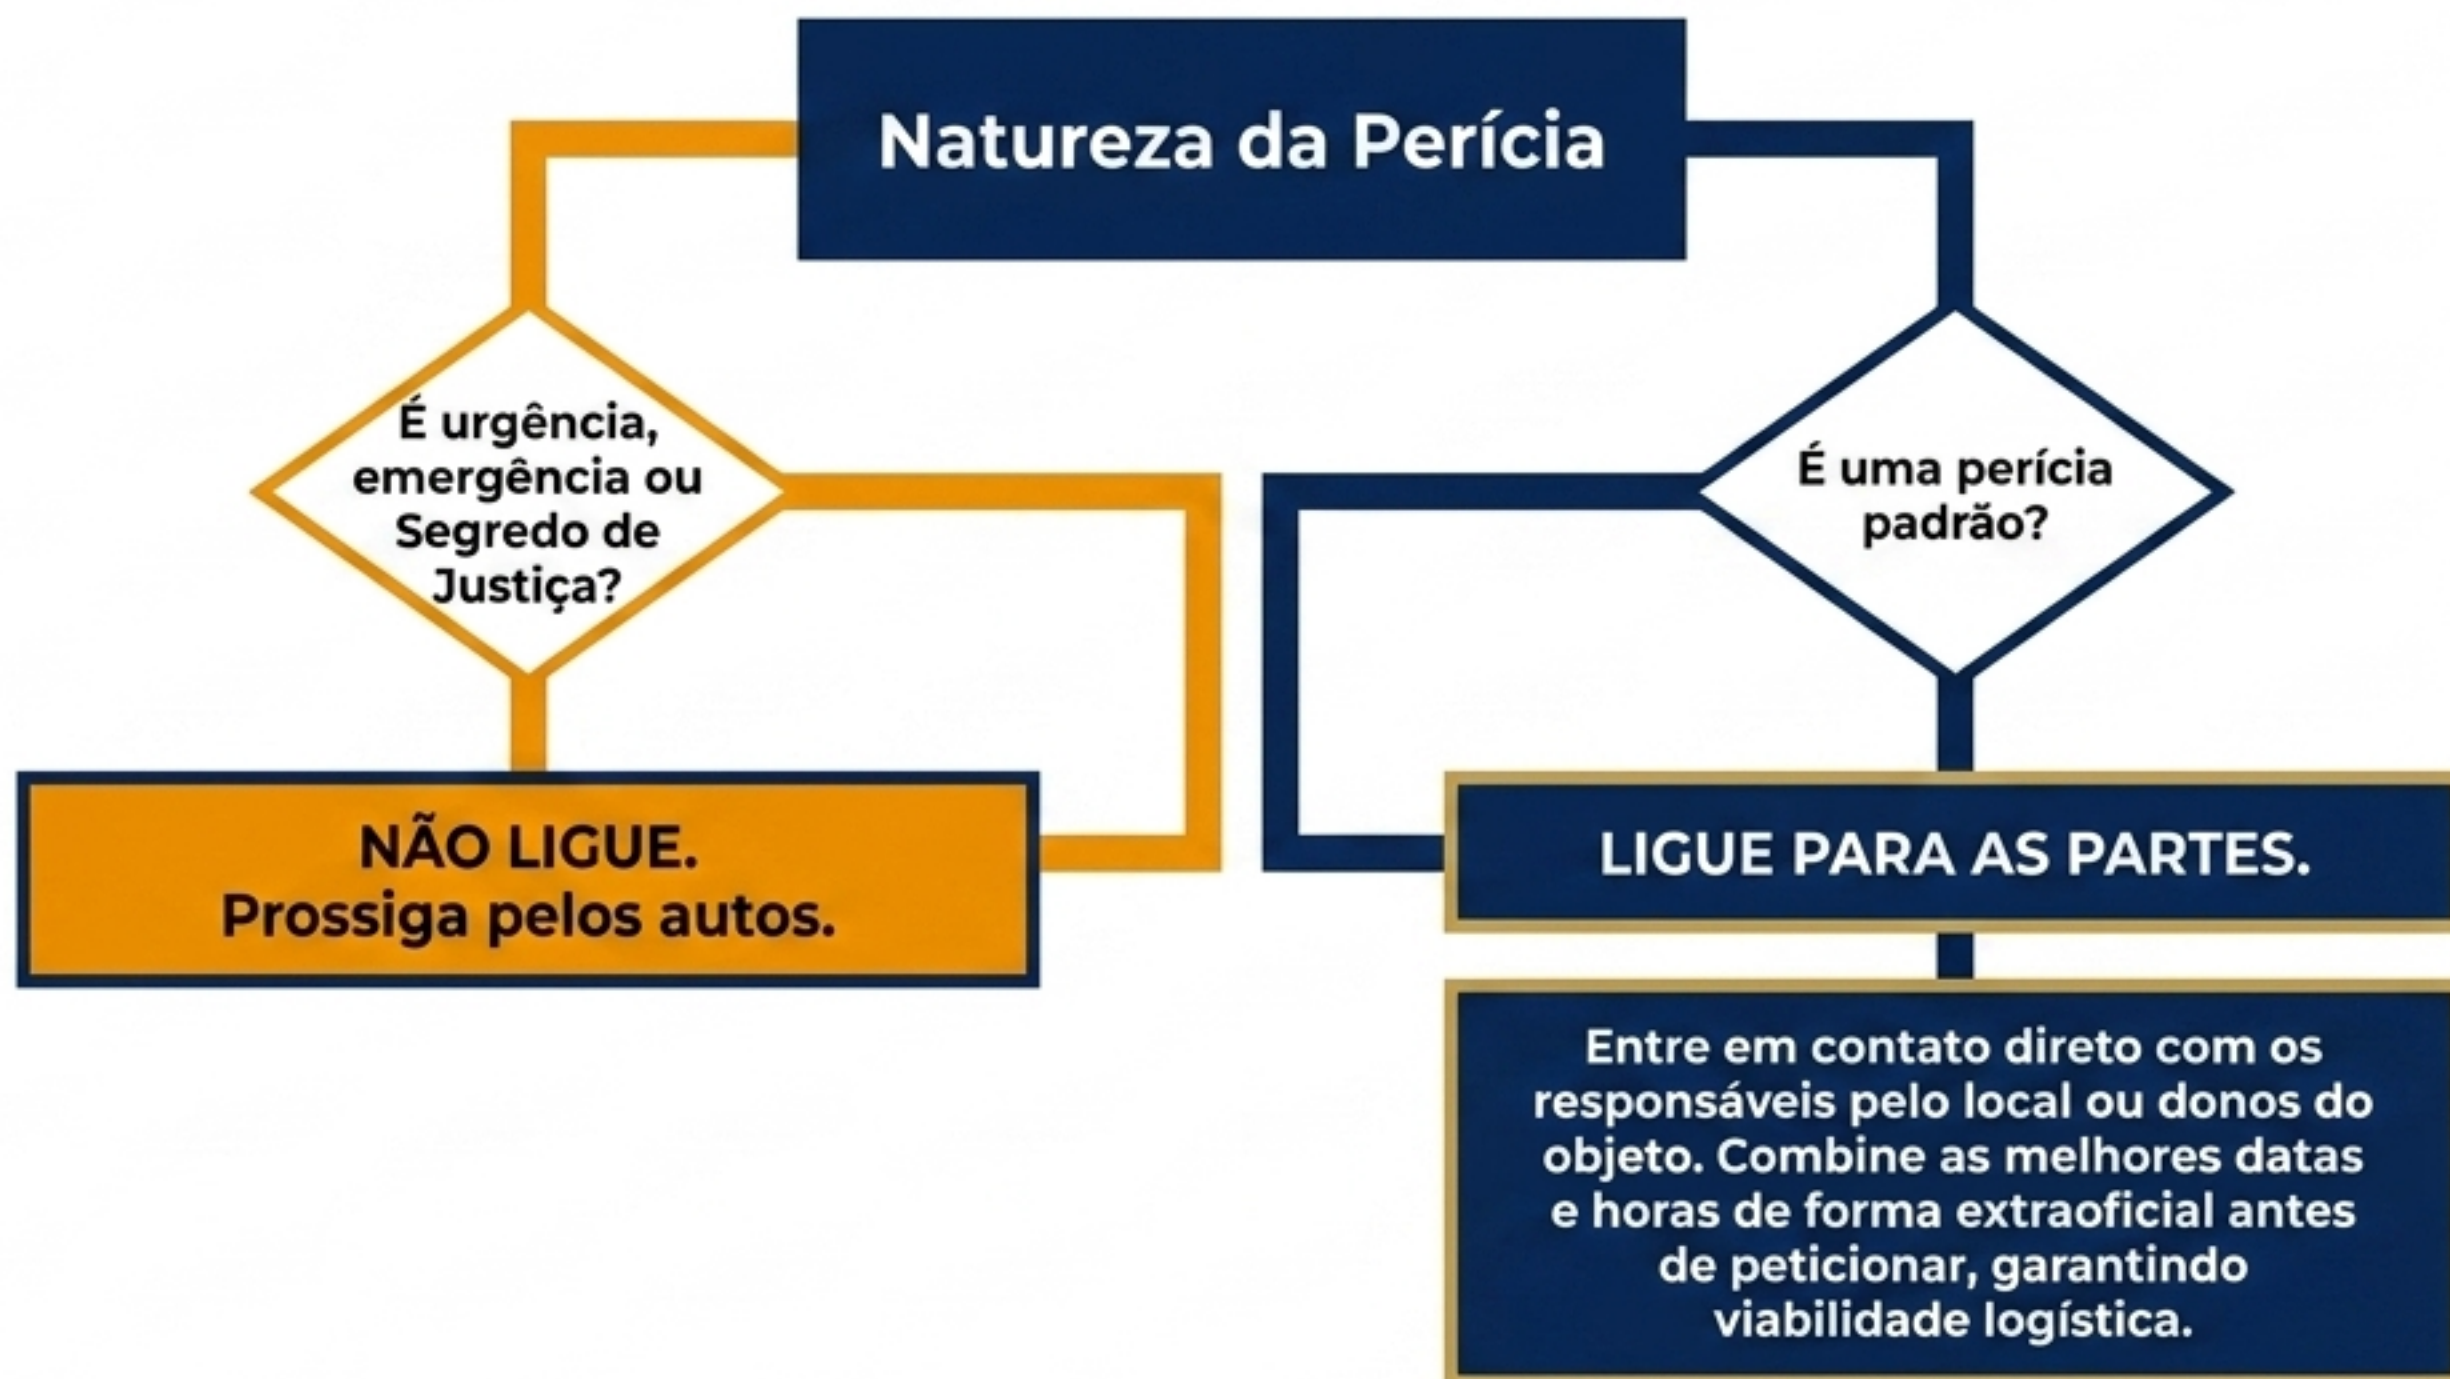 Natureza da Perícia
É urgência,
emergência ou
Segredo de
Justiça?
É uma perícia
padrão?
NÃO LIGUE.
Prossiga pelos autos.
LIGUE PARA AS PARTES.
Entre em contato direto com os
responsáveis pelo local ou donos do
objeto. Combine as melhores datas
e horas de forma extraoficial antes
de peticionar, garantindo
viabilidade logística.